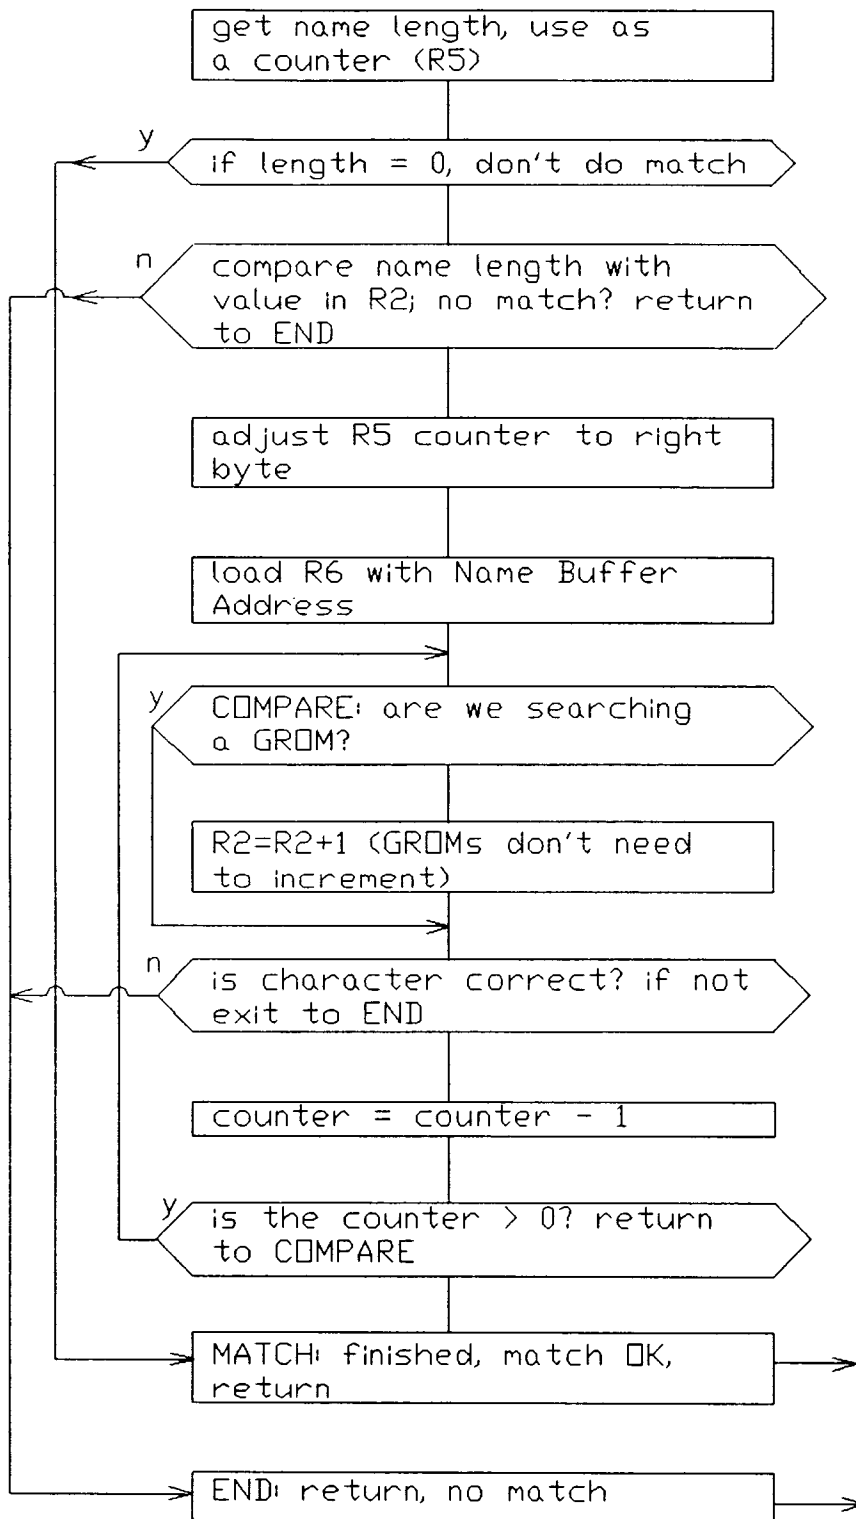 get name length, use as
a counter (R5)
y
if length = 0, don't do match
n
compare name length with
value in R2; no match? return
to END
adjust R5 counter to right
byte
load R6 with Name Buffer
Address
y
COMPARE: are we searching
a GROM?
R2=R2+1 (GROMs don't need
to increment)
n
is character correct? if not
exit to END
counter = counter - 1
y
is the counter > 0? return
to COMPARE
MATCH: finished, match OK,
return
END: return, no match